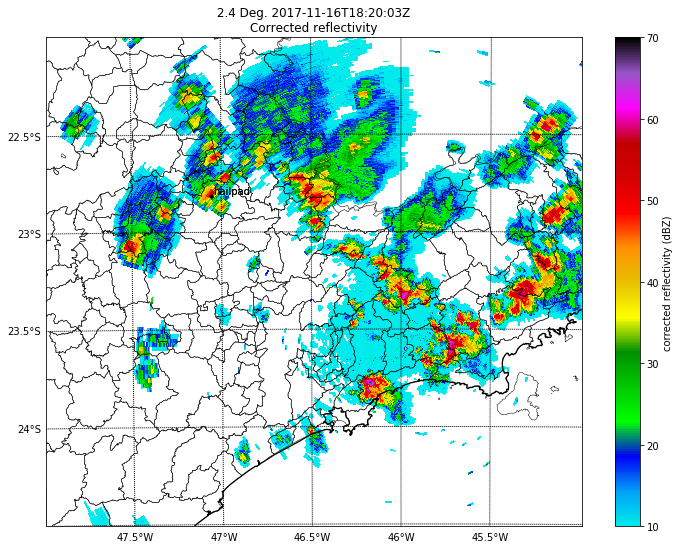 2.4 Deg. 2017-11-16T18:20:03Z
Corrected reflectivity
22.5°S
23°S
23.5°S
24°S
hailpad
47.5°W
47°W
46.5°W
46°W
45.5°W
70
60
50
40
30
20
10
corrected reflectivity (dBZ)